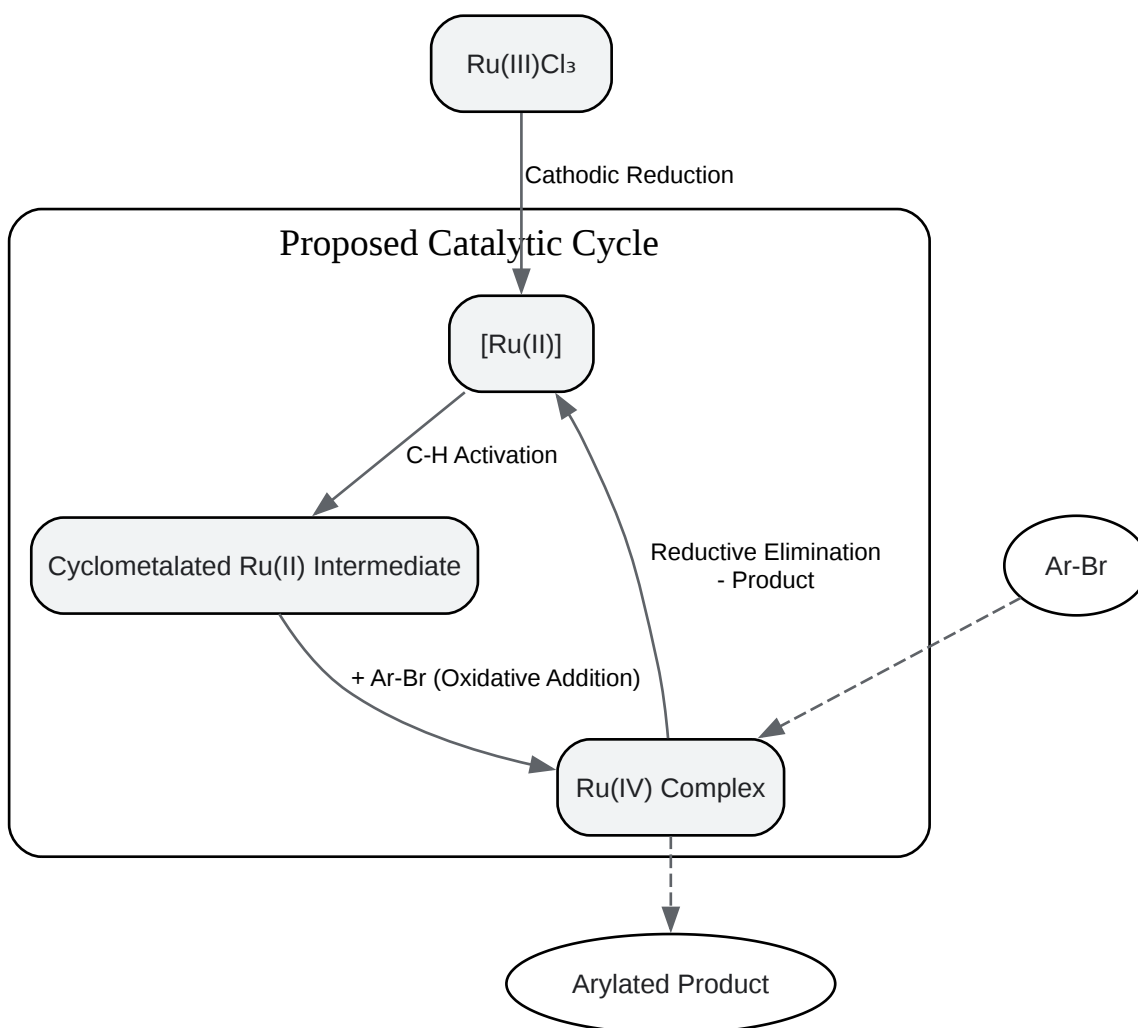 Ru(III)Cl₃
Cathodic Reduction
Proposed Catalytic Cycle
[Ru(II)]
C-H Activation
Cyclometalated Ru(II) Intermediate
Reductive Elimination
- Product
Ar-Br
+ Ar-Br (Oxidative Addition)
Ru(IV) Complex
Arylated Product